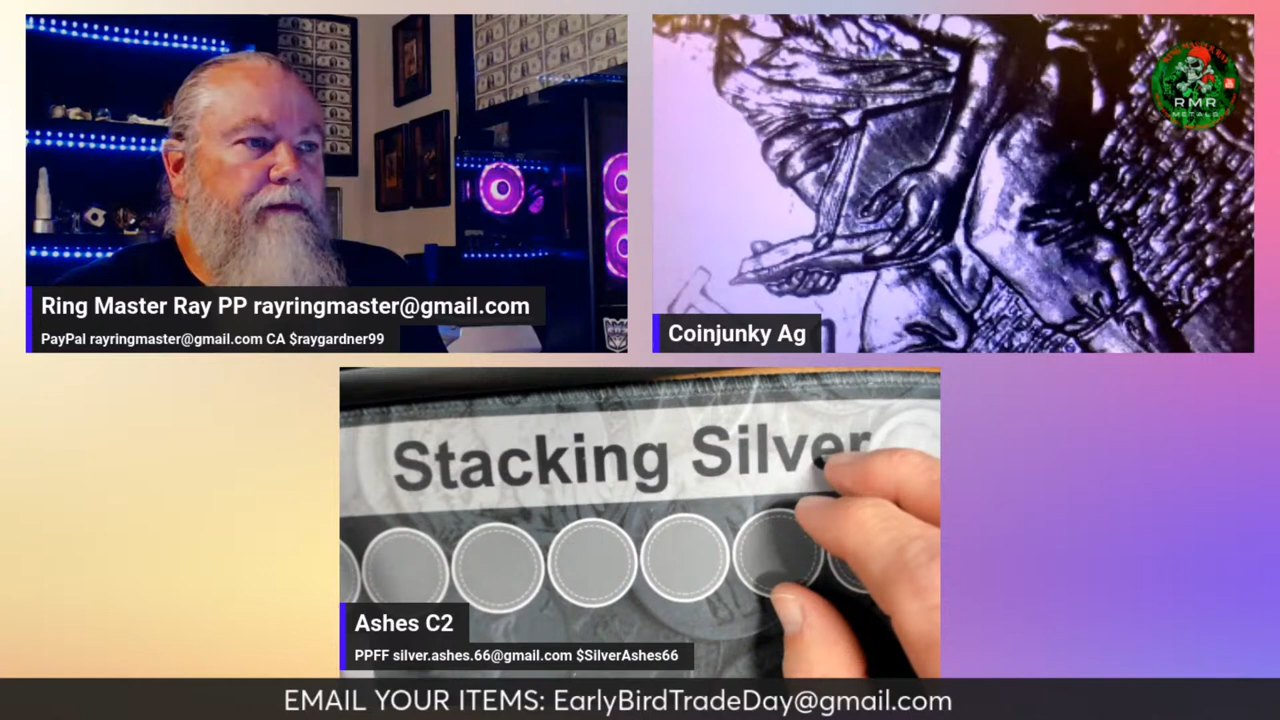 RMR
METALS
Ring Master Ray PP rayringmaster@gmail.com
PayPal rayringmaster@gmail.com CA $raygardner99
Coinjunky Ag
Stacking Silver
Ashes C2
PPFF silver.ashes.66@gmail.com $SilverAshes66
EMAIL YOUR ITEMS: EarlyBirdTradeDay@gmail.com